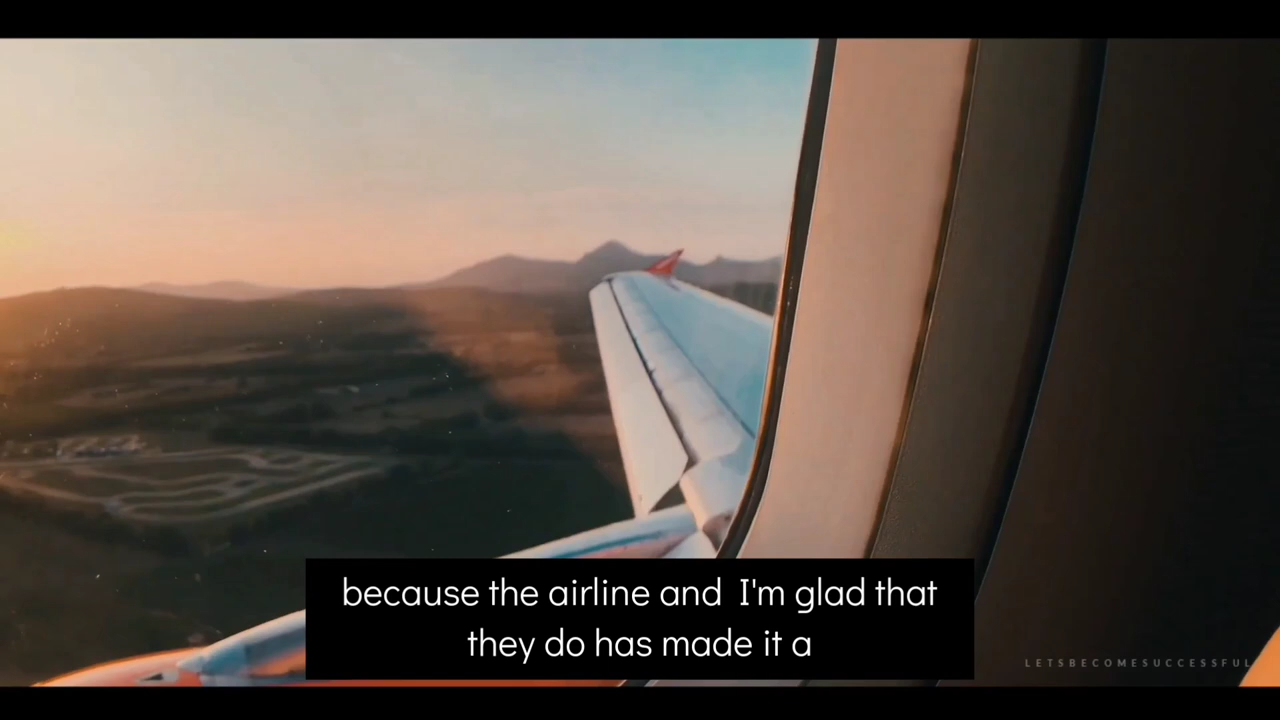 because the airline and I'm glad that
they do has made it a
LETSBECOMESUCCESSFUL